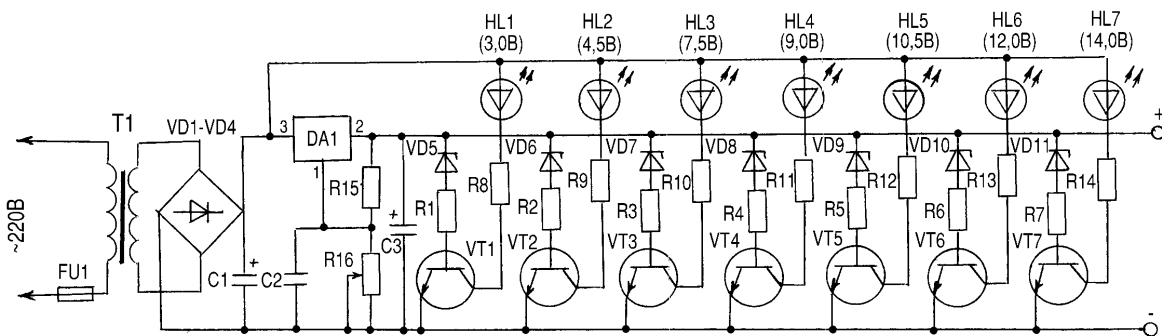 HL1 HL2 HL3 HL4 HL5 HL6 HL7
(3,0В) (4,5В) (7,5В) (9,0В) (10,5В) (12,0В) (14,0В)
T1 VD1-VD4
3 DA1 2
1
+
VD5 VD6 VD7 VD8 VD9 VD10 VD11
R15 R8 R9 R10 R11 R12 R13 R14
R1 R2 R3 R4 R5 R6 R7
~220В
+
C3
R16
VT1 VT2 VT3 VT4 VT5 VT6 VT7
FU1
C1 + C2
-